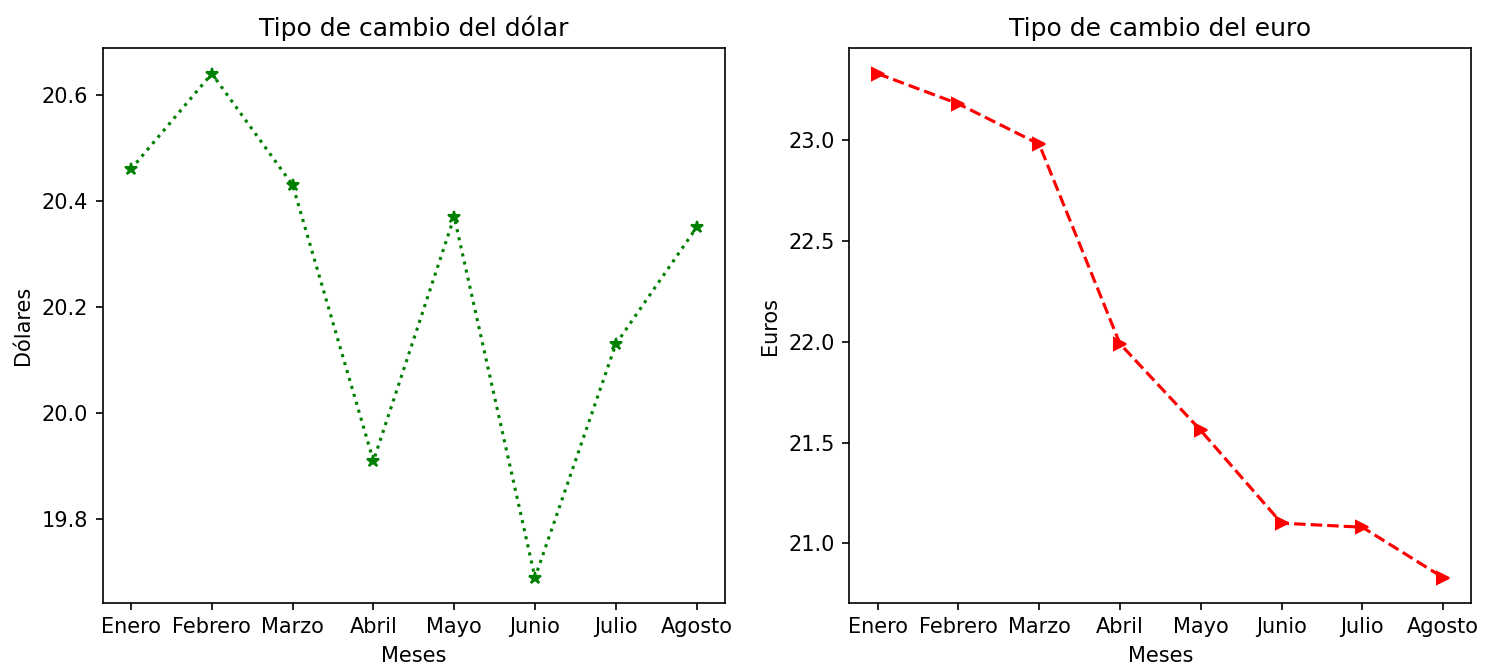 Tipo de cambio del dólar
Dólares
20.6
20.4
20.2
20.0
19.8
Enero Febrero Marzo Abril Mayo Junio Julio Agosto
Meses
Tipo de cambio del euro
Euros
23.0
22.5
22.0
21.5
21.0
Enero Febrero Marzo Abril Mayo Junio Julio Agosto
Meses